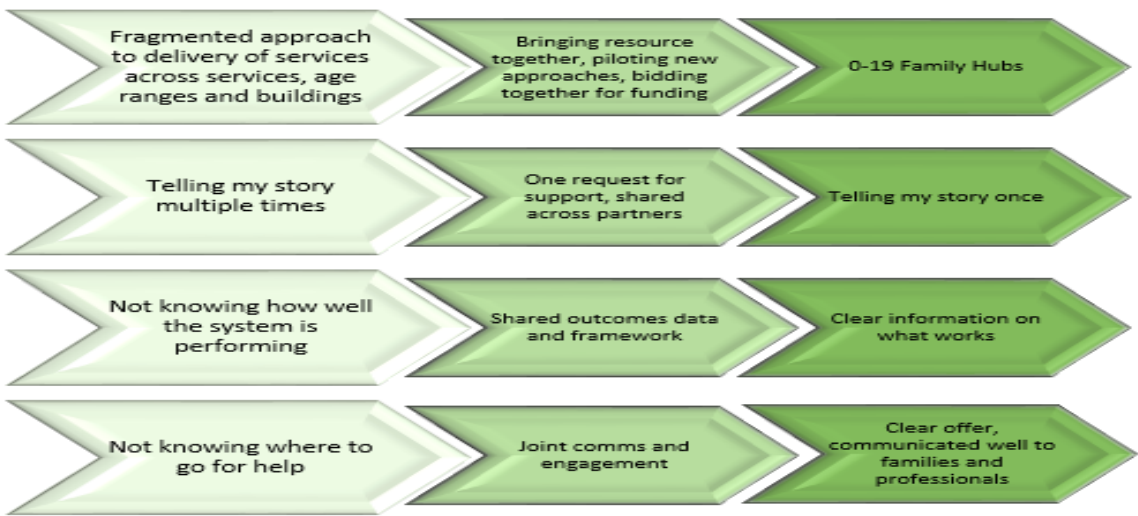 Fragmented approach
to delivery of services
across services, age
ranges and buildings
Bringing resource
together, piloting new
approaches, bidding
together for funding
0-19 Family Hubs
Telling my story
multiple times
One request for
support, shared
across partners
Telling my story once
Not knowing how well
the system is
performing
Shared outcomes data
and framework
Clear information on
what works
Not knowing where to
go for help
Joint comms and
engagement
Clear offer,
communicated well to
families and
professionals